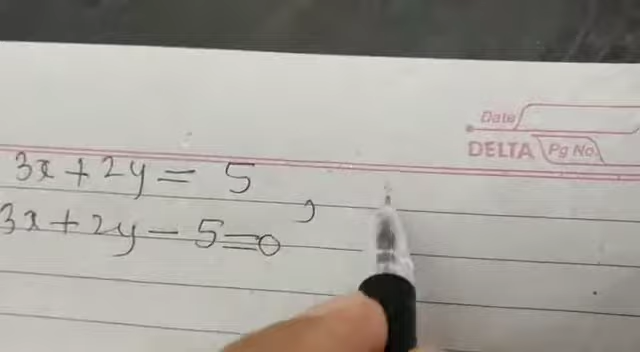 Date
DELTA Pg No
3x + 2y = 5
,
3x + 2y - 5 = 0